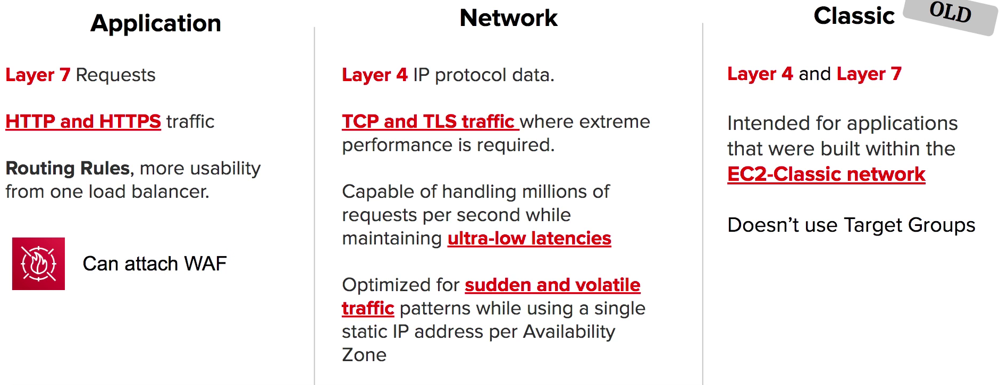 Application
Layer 7 Requests
HTTP and HTTPS traffic
Routing Rules, more usability
from one load balancer.
Can attach WAF
Network
Layer 4 IP protocol data.
TCP and TLS traffic where extreme
performance is required.
Capable of handling millions of
requests per second while
maintaining ultra-low latencies
Optimized for sudden and volatile
traffic patterns while using a single
static IP address per Availability
Zone
Classic
OLD
Layer 4 and Layer 7
Intended for applications
that were built within the
EC2-Classic network
Doesn't use Target Groups